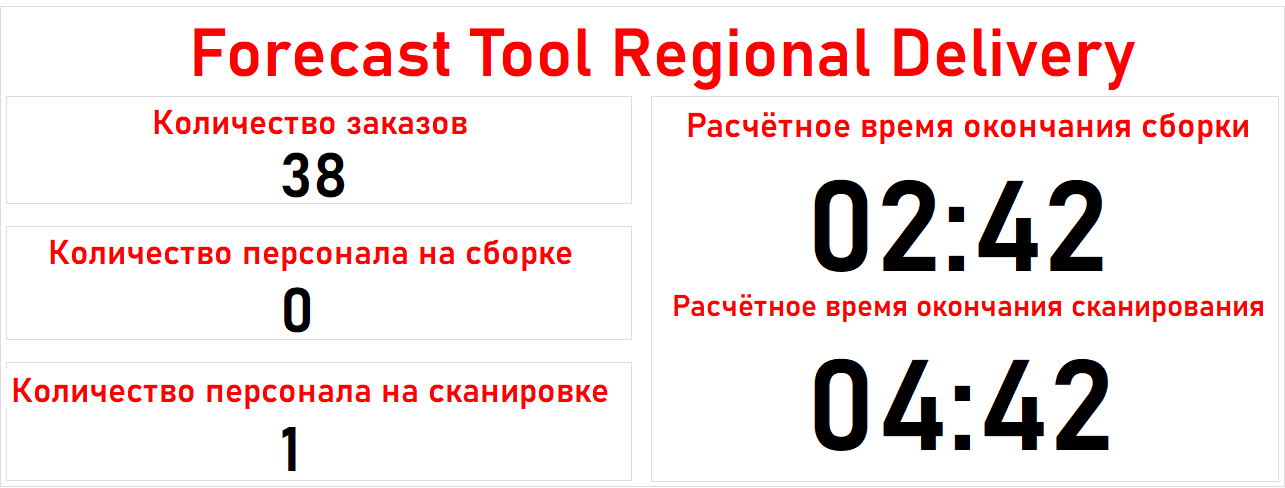 Forecast Tool Regional Delivery
Количество заказов
38
Количество персонала на сборке
0
Количество персонала на сканировке
1
Расчётное время окончания сборки
02:42
Расчётное время окончания сканирования
04:42